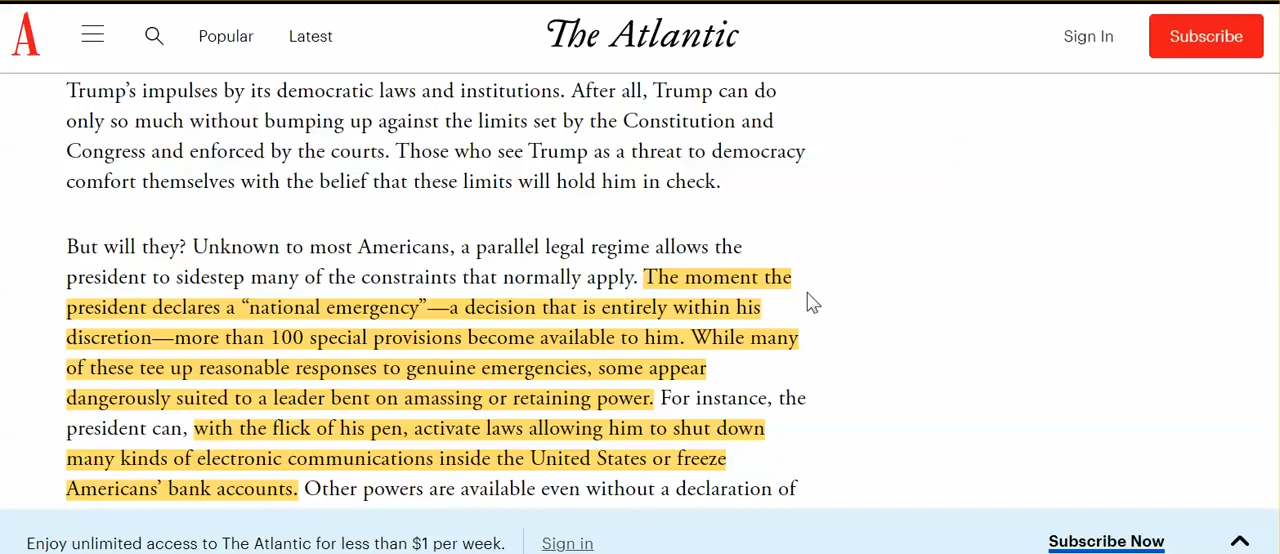 A Popular Latest The Atlantic Sign In Subscribe
Trump’s impulses by its democratic laws and institutions. After all, Trump can do
only so much without bumping up against the limits set by the Constitution and
Congress and enforced by the courts. Those who see Trump as a threat to democracy
comfort themselves with the belief that these limits will hold him in check.
But will they? Unknown to most Americans, a parallel legal regime allows the
president to sidestep many of the constraints that normally apply. The moment the
president declares a “national emergency”—a decision that is entirely within his
discretion—more than 100 special provisions become available to him. While many
of these tee up reasonable responses to genuine emergencies, some appear
dangerously suited to a leader bent on amassing or retaining power. For instance, the
president can, with the flick of his pen, activate laws allowing him to shut down
many kinds of electronic communications inside the United States or freeze
Americans’ bank accounts. Other powers are available even without a declaration of
Enjoy unlimited access to The Atlantic for less than $1 per week. Sign in Subscribe Now